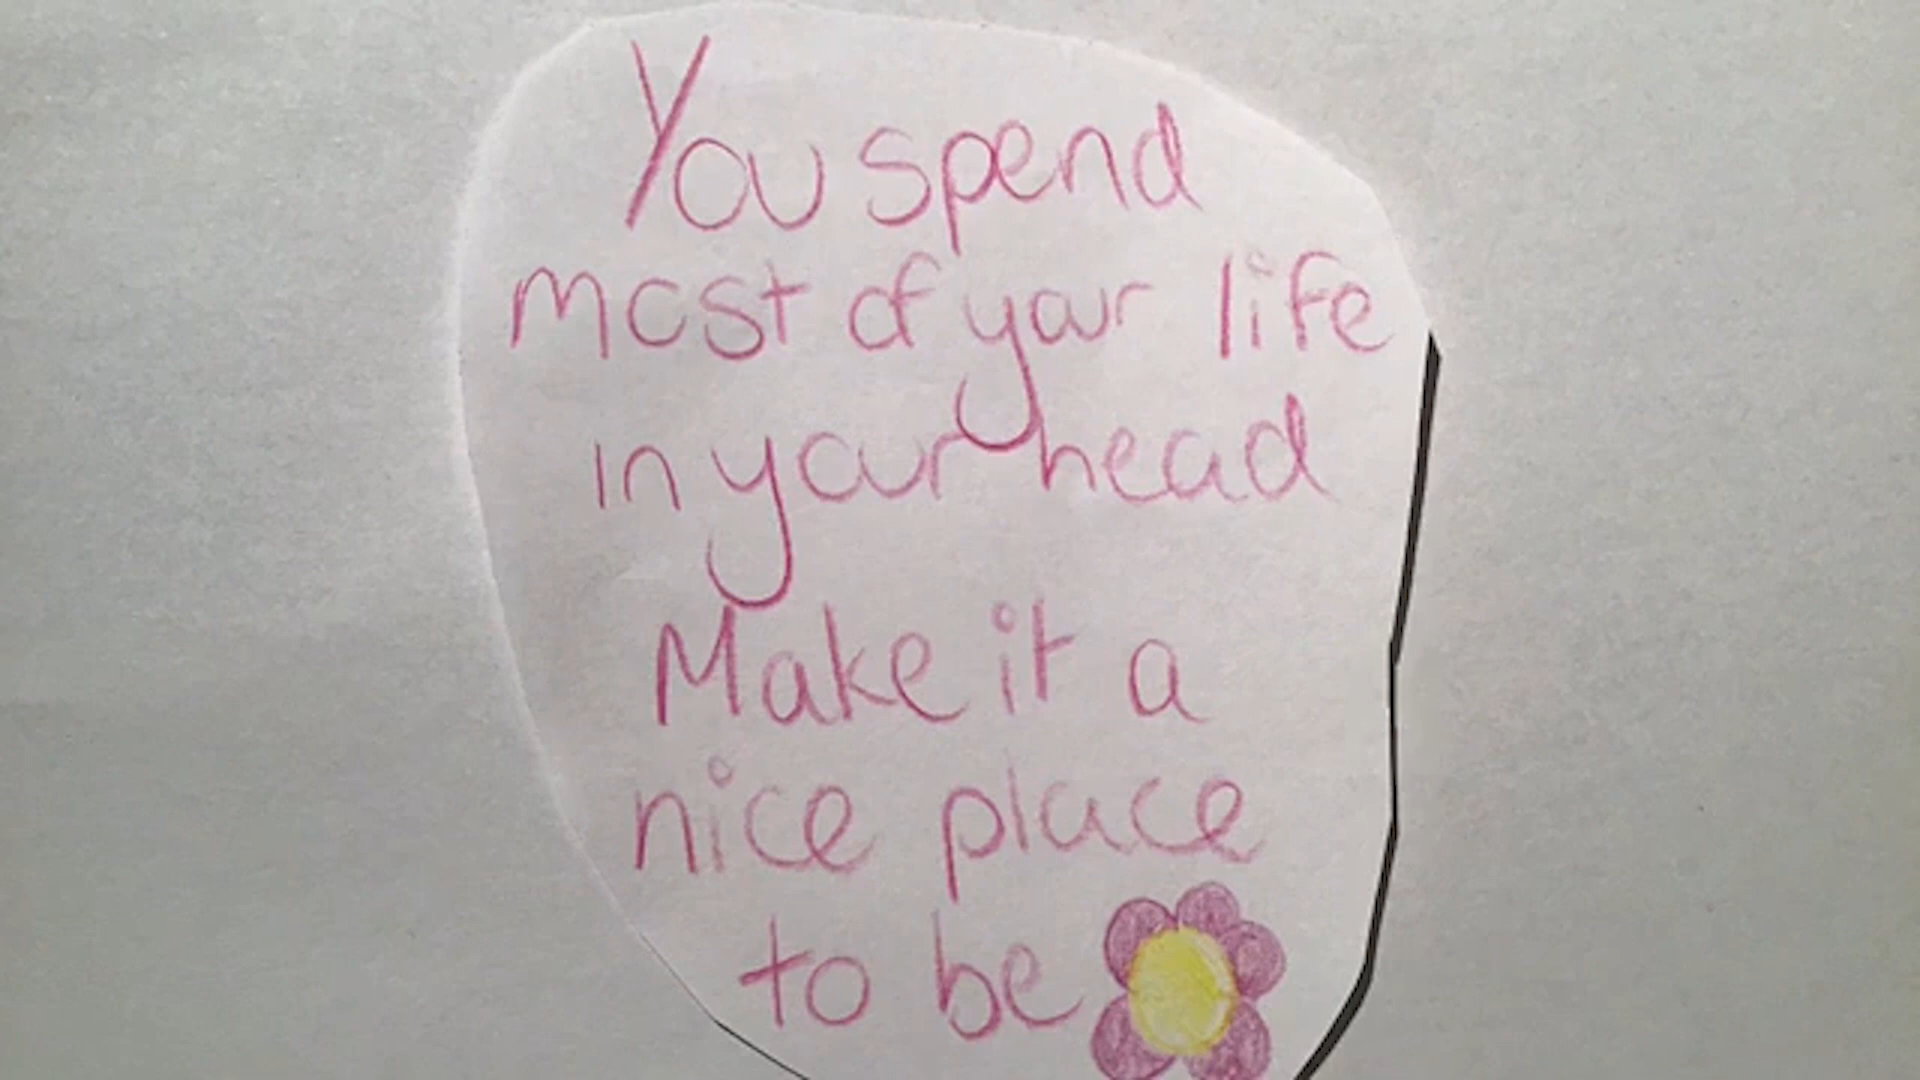 You spend
most of your life
in your head
Make it a
nice place
to be